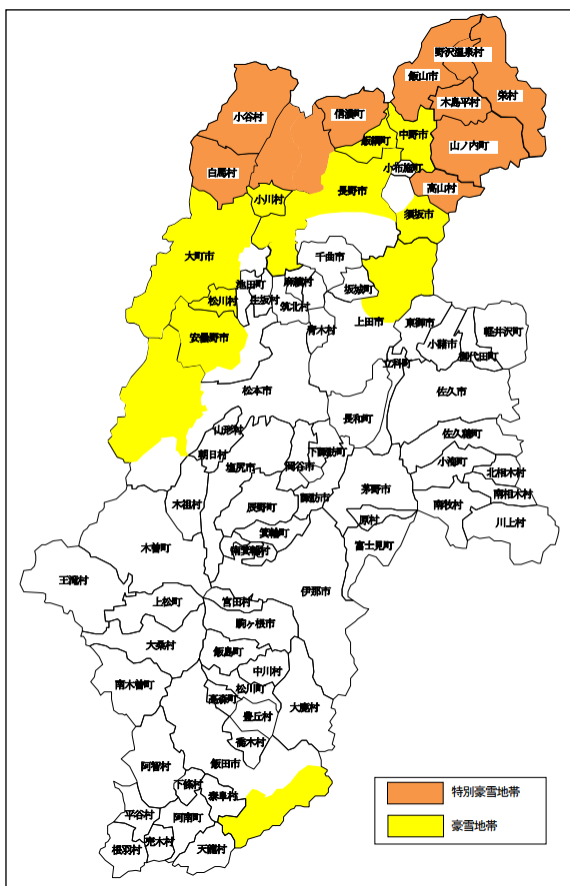 野沢温泉村
飯山市
栄村
木島平村
小谷村
信濃町
中野市
飯綱町
山ノ内町
小布施町
白馬村
高山村
長野市
小川村
須坂市
大町市
千曲市
池田町
麻績村
生坂村
坂城町
松川村
筑北村
上田市
東御市
軽井沢町
青木村
安曇野市
小諸市
御代田町
立科町
松本市
佐久市
長和町
山形村
佐久穂町
下諏訪町
朝日村
小海町
塩尻市
岡谷市
北相木村
茅野市
南相木村
諏訪市
木祖村
辰野町
南牧村
川上村
原村
箕輪町
木曽町
南箕輪村
富士見町
王滝村
伊那市
上松町
宮田村
駒ヶ根市
大桑村
飯島町
中川村
南木曽町
松川町
高森町
大鹿村
豊丘村
喬木村
阿智村
飯田市
下條村
泰阜村
平谷村
阿南町
売木村
根羽村
天龍村
特別豪雪地帯
豪雪地帯